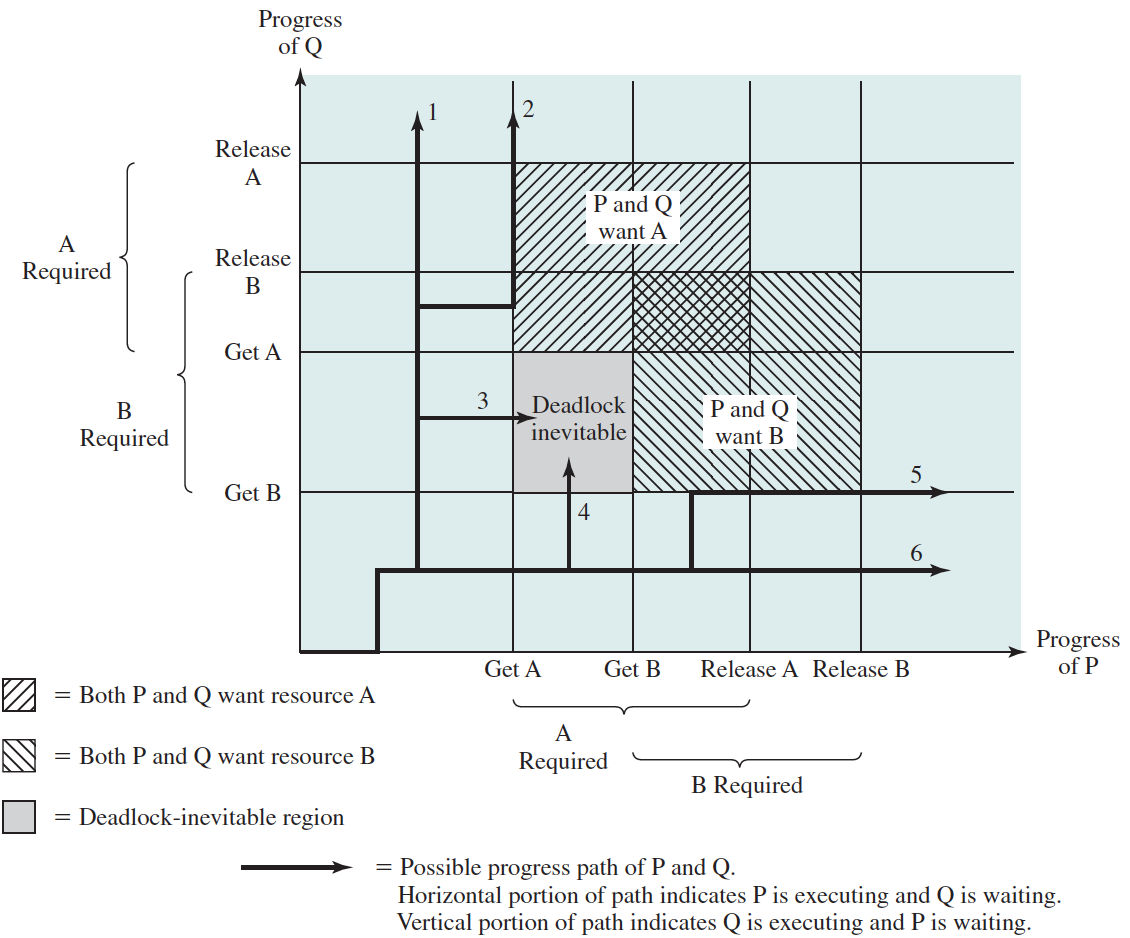 Progress
of Q
1
2
Release
A
P and Q
want A
A
Required
Release
B
Get A
3
Deadlock
inevitable
P and Q
want B
B
Required
5
Get B
4
6
Progress
of P
Get A
Get B
Release A
Release B
= Both P and Q want resource A
A
Required
= Both P and Q want resource B
B Required
= Deadlock-inevitable region
= Possible progress path of P and Q.
Horizontal portion of path indicates P is executing and Q is waiting.
Vertical portion of path indicates Q is executing and P is waiting.